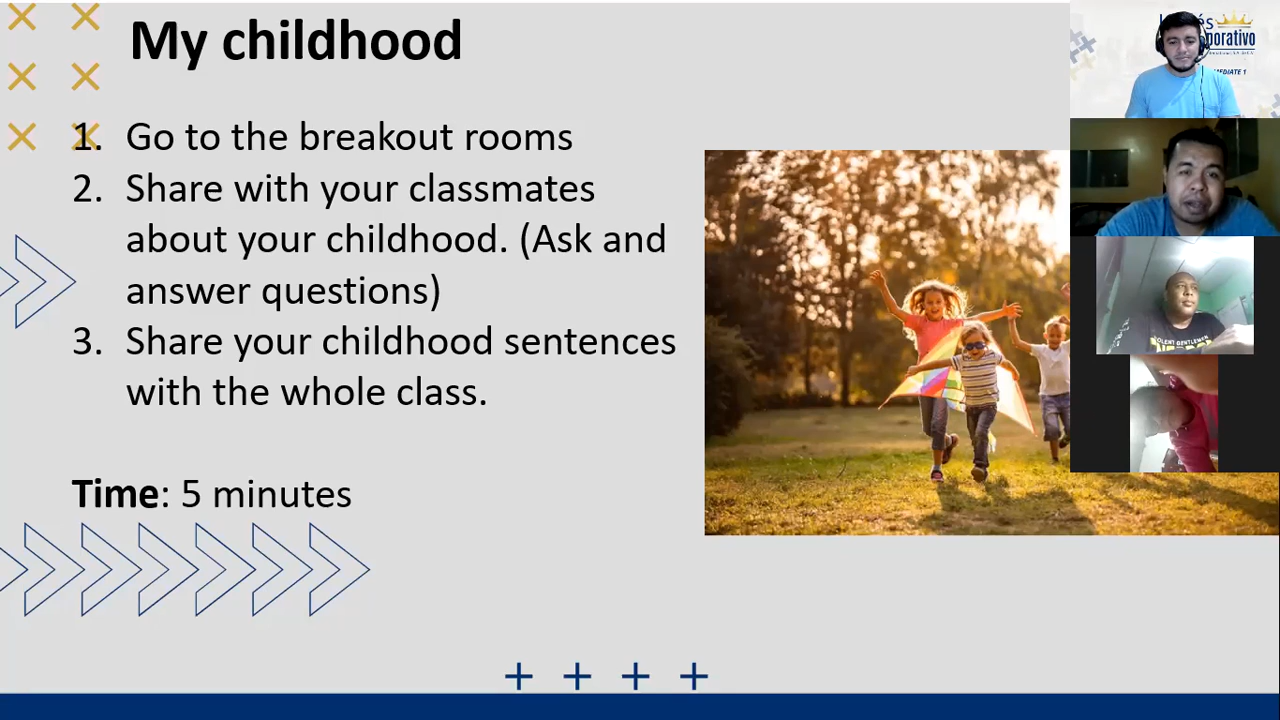 My childhood
1. Go to the breakout rooms
2. Share with your classmates
about your childhood. (Ask and
answer questions)
3. Share your childhood sentences
with the whole class.
Time: 5 minutes